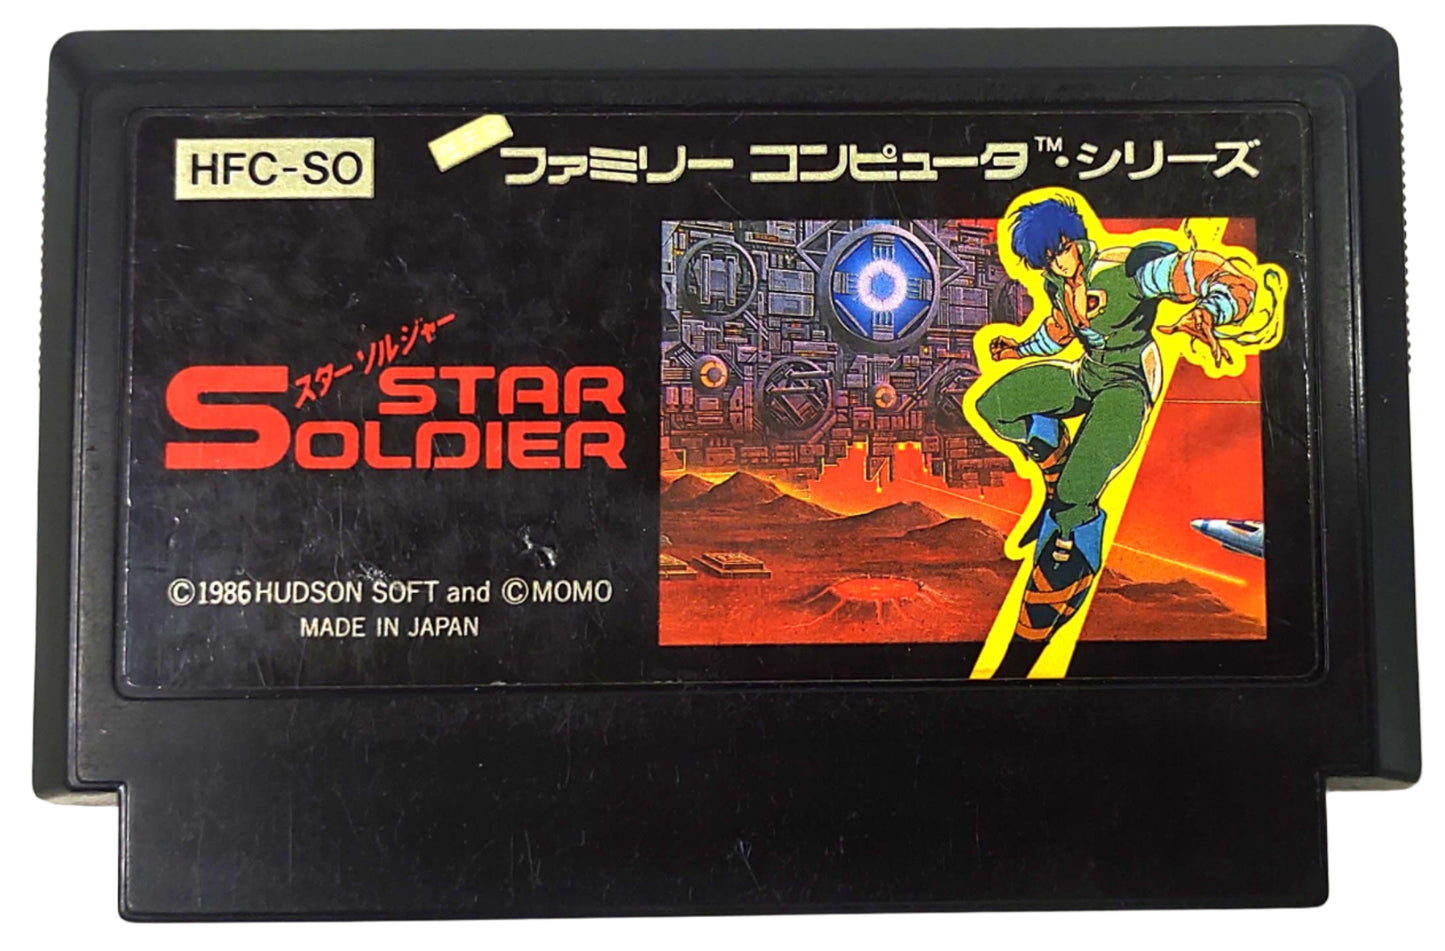 HFC-SO
ファミリー コンピュータ™・シリーズ
スター ソルジャー
STAR
SOLDIER
©1986 HUDSON SOFT and ©MOMO
MADE IN JAPAN